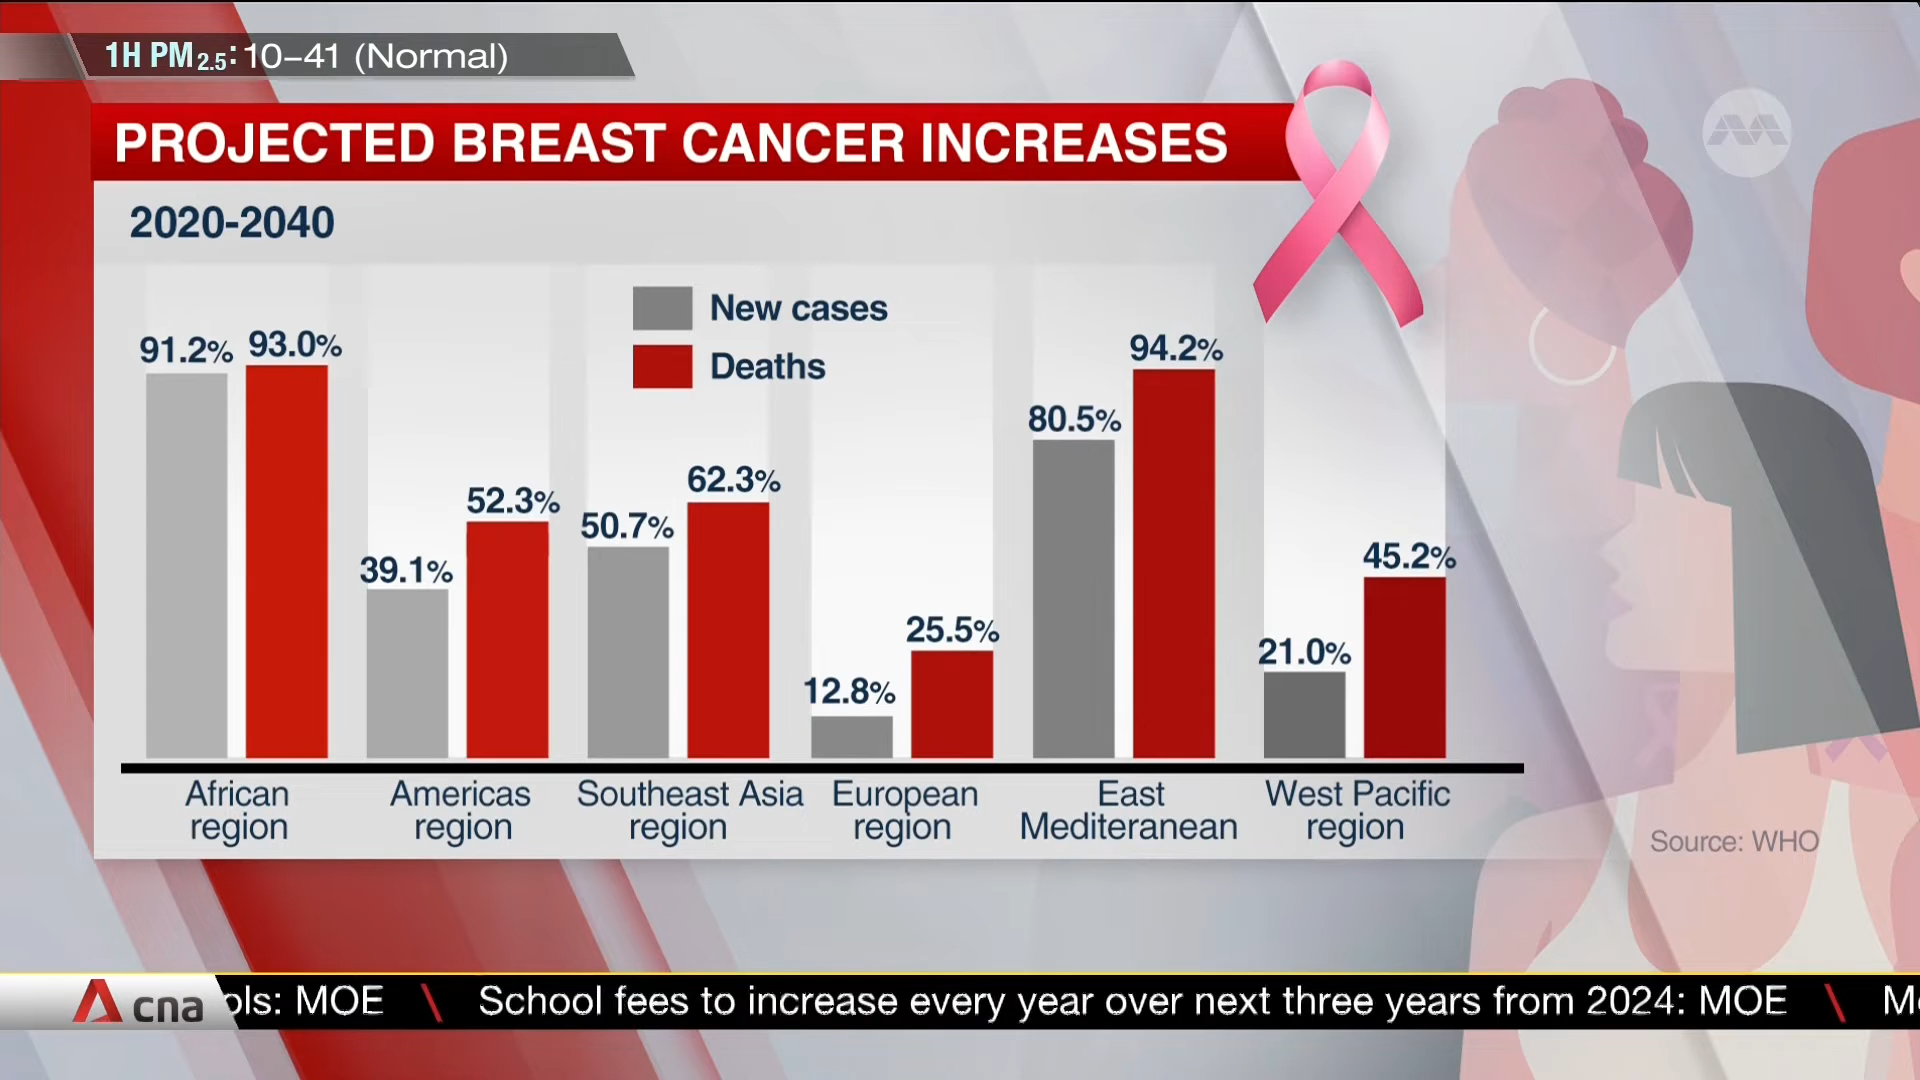 1H PM2.5: 10–41 (Normal)
PROJECTED BREAST CANCER INCREASES
2020-2040
New cases
Deaths
91.2% 93.0%
39.1% 52.3%
50.7% 62.3%
12.8% 25.5%
80.5% 94.2%
21.0% 45.2%
African
region
Americas
region
Southeast Asia
region
European
region
East
Mediteranean
West Pacific
region
Source: WHO
cna
ols: MOE \ School fees to increase every year over next three years from 2024: MOE \ M